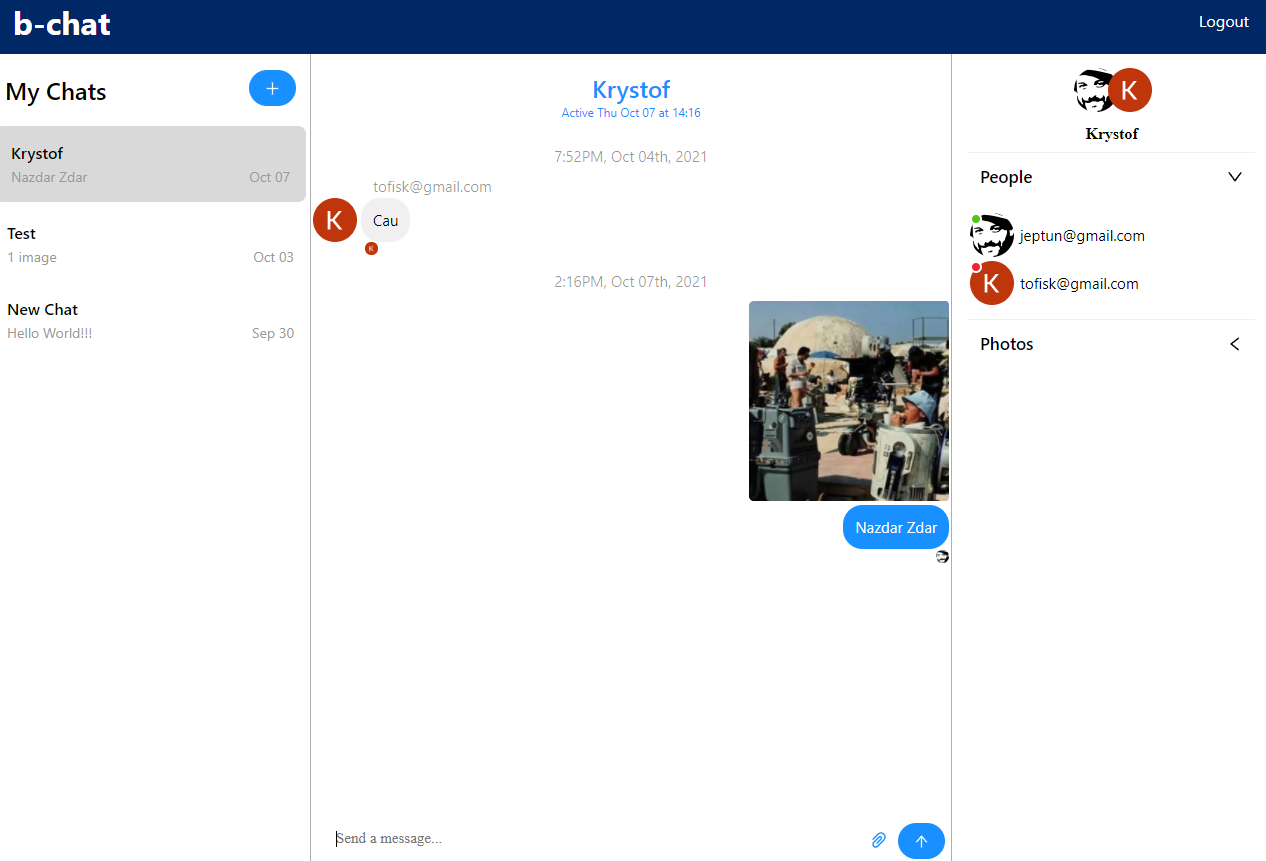 b-chat
Logout
My Chats
+
Krystof
Nazdar Zdar Oct 07
Test
1 image Oct 03
New Chat
Hello World!!! Sep 30
Krystof
Active Thu Oct 07 at 14:16
7:52PM, Oct 04th, 2021
tofisk@gmail.com
K
Cau
K
2:16PM, Oct 07th, 2021
Nazdar Zdar
Send a message...
K
Krystof
People
jeptun@gmail.com
K
tofisk@gmail.com
Photos